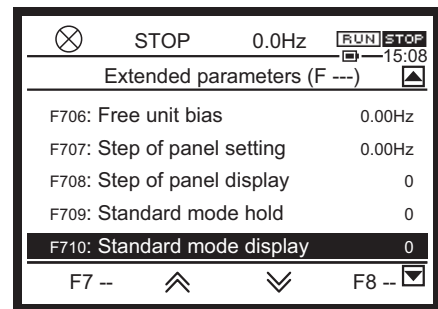 STOP 0.0Hz RUN STOP
15:08
Extended parameters (F ---)
F706: Free unit bias 0.00Hz
F707: Step of panel setting 0.00Hz
F708: Step of panel display 0
F709: Standard mode hold 0
F710: Standard mode display 0
F7 -- F8 --